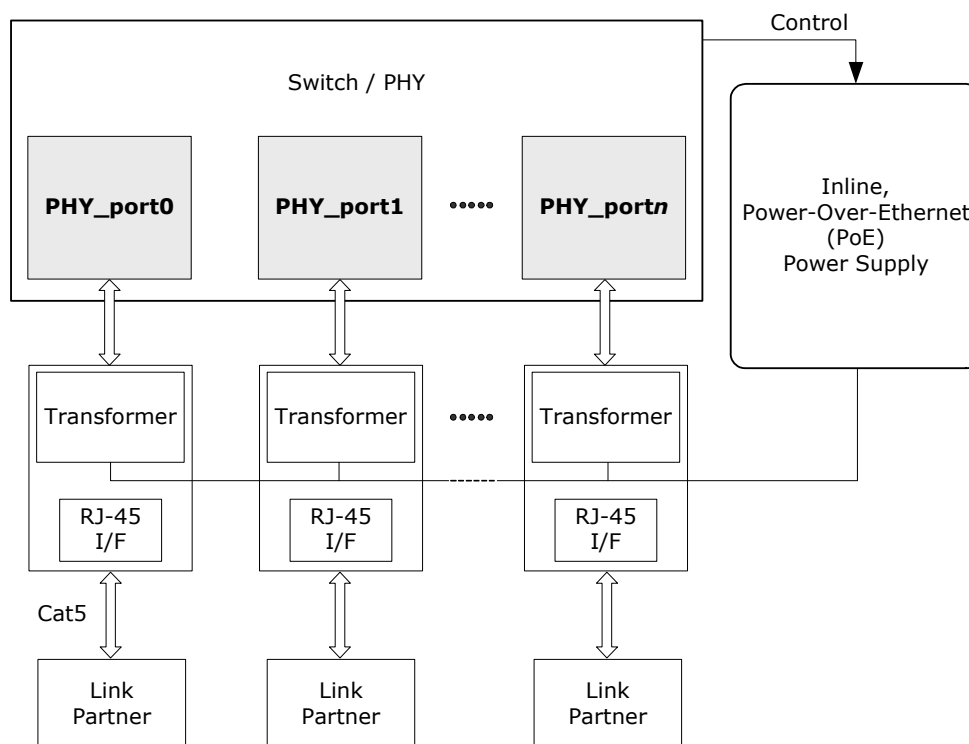 Control
Switch / PHY
PHY_port0
PHY_port1
PHY_portn
Inline,
Power-Over-Ethernet
(PoE)
Power Supply
Transformer
Transformer
Transformer
RJ-45
I/F
RJ-45
I/F
RJ-45
I/F
Cat5
Link
Partner
Link
Partner
Link
Partner